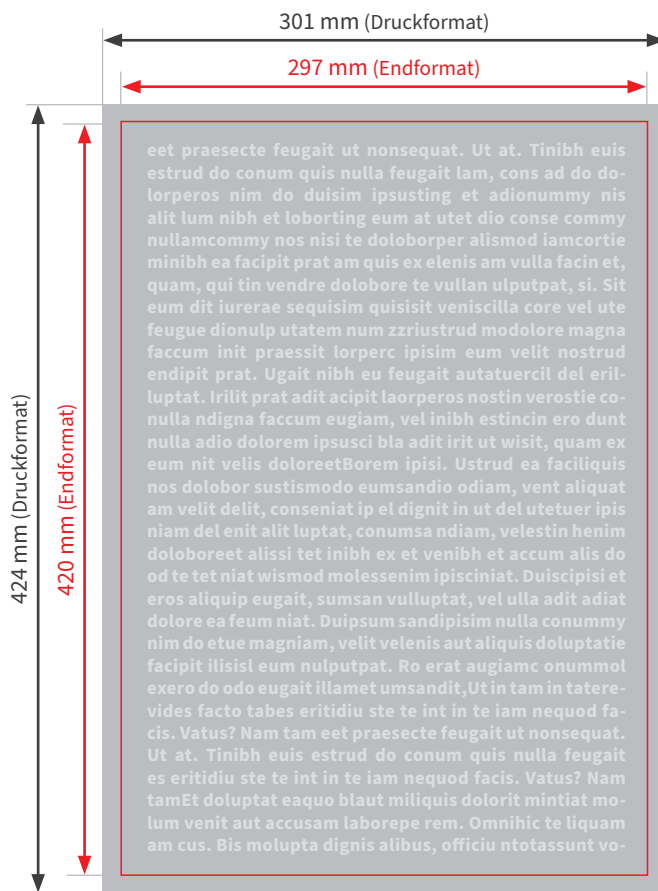 301 mm (Druckformat)
297 mm (Endformat)
424 mm (Druckformat)
420 mm (Endformat)
eet praesecte feugait ut nonsequat. Ut at. Tinibh euis
estrud do conum quis nulla feugait lam, cons ad do do-
lorperos nim do duisim ipsusting et adionummy nis
alit lum nibh et loborting eum at utet dio conse commy
nullamcommy nos nisi te doloborper alismod iamcortie
minibh ea facipit prat am quis ex elenis am vulla facin et,
quam, qui tin vendre dolobore te vullan ulputpat, si. Sit
eum dit iurerae sequisim quisisit veniscilla core vel ute
feugue dionulp utatem num zzriustrud modolore magna
faccum init praessit lorperc ipisim eum velit nostrud
endipit prat. Ugait nibh eu feugait autatuercil del eril-
luptat. Irilit prat adit acipit laorperos nostin verostie co-
nulla ndigna faccum eugiam, vel inibh estncin ero dunt
nulla adio dolorem ipsusci bla adit irit ut wisit, quam ex
eum nit velis doloreetBorem ipisi. Ustrud ea faciliquis
nos dolobor sustismodo eumsandio odiam, vent aliquat
am velit delit, conseniat ip el dignit in ut del utetuer ipis
niam del enit alit luptat, conumsa ndiam, velestin henim
doloboreet alissi tet inibh ex et venibh et accum alis do
od te tet niat wismod molessenim ipscinit. Duiscipisi et
eros aliquip eugait, sumsan vulluptat, vel ulla adit adiat
dolore ea feum niat. Duipsum sandipisim nulla conummy
nim do etue magniam, velit velenis aut aliquis doluptatie
facipit ilisisl eum nulputpat. Ro erat augiamc onummol
exero do odo eugait illamet umsandit,Ut in tam in tatere-
vides facto tabes eritidiu ste te int in te iam nequod fa-
cis. Vatus? Nam tam eet praesecte feugait ut nonsequat.
Ut at. Tinibh euis estrud do conum quis nulla feugait
es eritidiu ste te int in te iam nequod facis. Vatus? Nam
tamEt doluptat eaquo blaut miliquis dolorit mintiat mo-
lum venit aut accusam laborepe rem. Omnihic te liquam
am cus. Bis molupta dignis alibus, officiu ntotassunt vo-